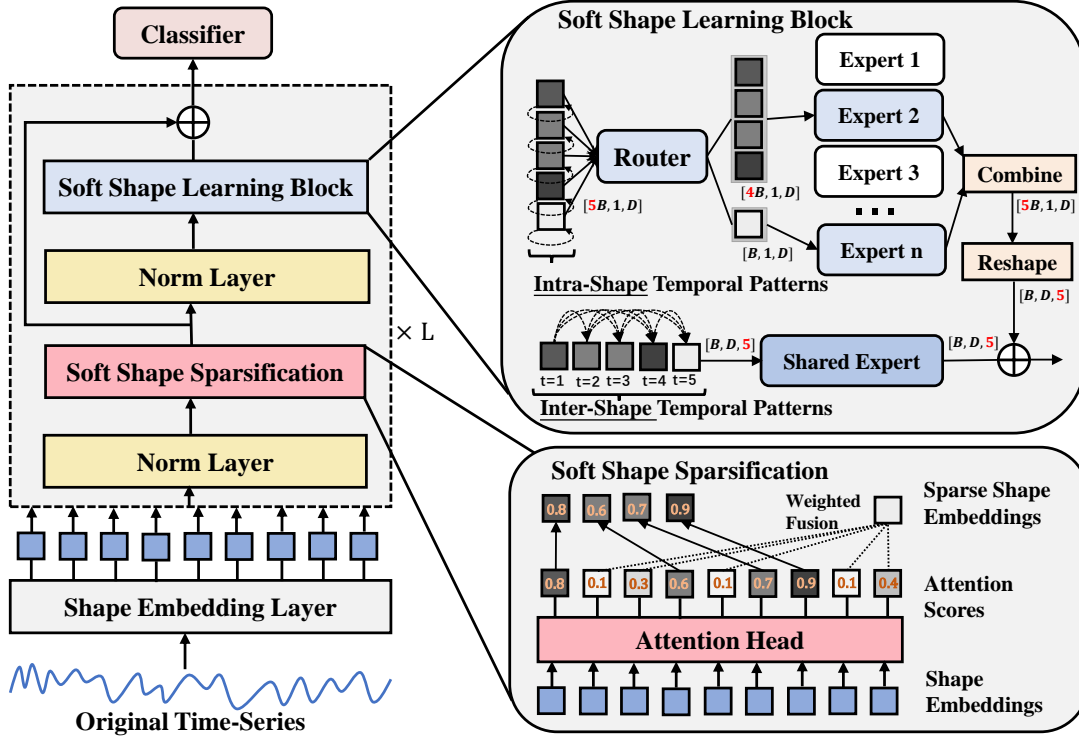 Classifier
Soft Shape Learning Block
Norm Layer
× L
Soft Shape Sparsification
Norm Layer
Shape Embedding Layer
Original Time-Series
Soft Shape Learning Block
Router
[5B, 1, D]
[4B, 1, D]
[B, 1, D]
Expert 1
Expert 2
Expert 3
Expert n
Combine
[5B, 1, D]
Reshape
[B, D, 5]
Intra-Shape Temporal Patterns
t=1 t=2 t=3 t=4 t=5
[B, D, 5]
Shared Expert
[B, D, 5]
Inter-Shape Temporal Patterns
Soft Shape Sparsification
0.8 0.6 0.7 0.9
Weighted
Fusion
Sparse Shape
Embeddings
0.8 0.1 0.3 0.6 0.1 0.7 0.9 0.1 0.4
Attention
Scores
Attention Head
Shape
Embeddings